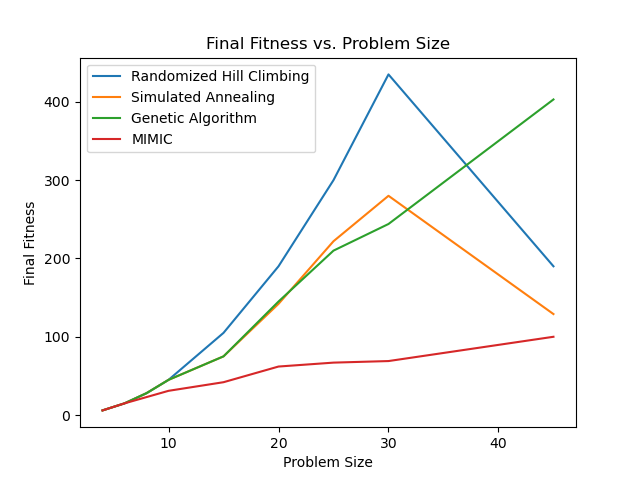 Final Fitness vs. Problem Size
Randomized Hill Climbing
Simulated Annealing
Genetic Algorithm
MIMIC
400
300
200
100
0
Final Fitness
10 20 30 40
Problem Size